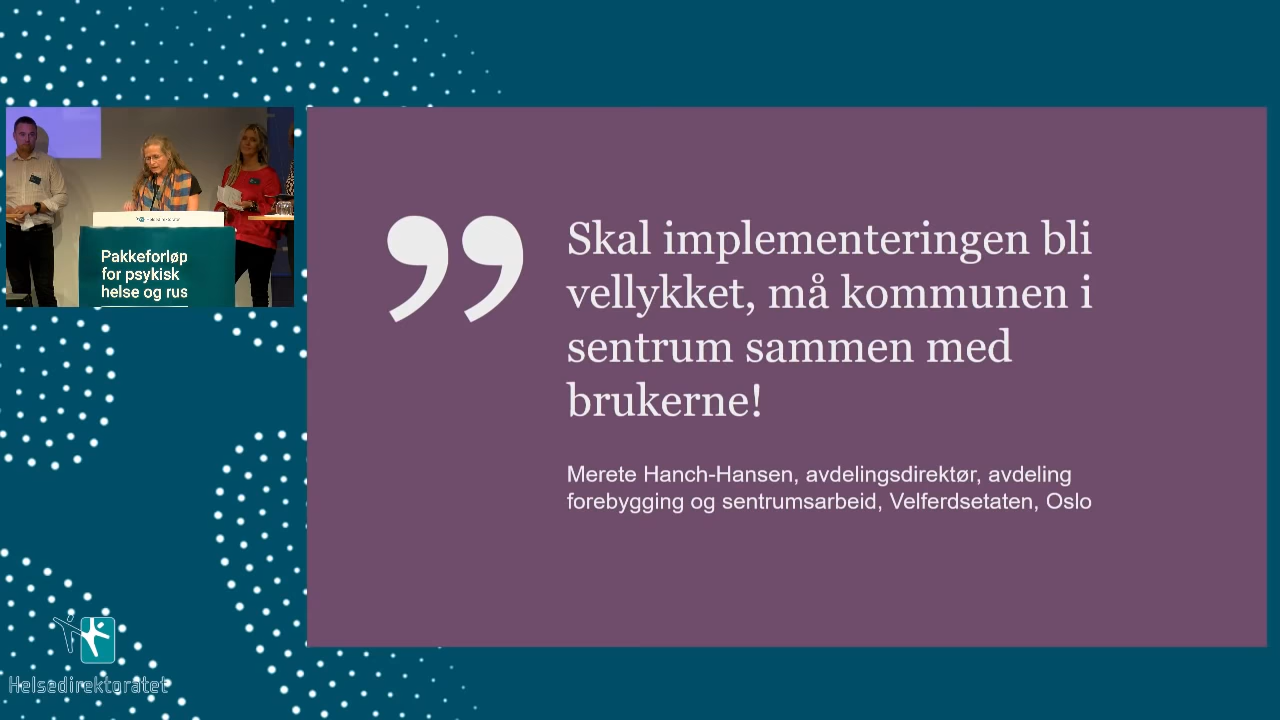 Helsedirektoratet
Pakkeforløp
for psykisk
helse og rus
Skal implementeringen bli
vellykket, må kommunen i
sentrum sammen med
brukerne!
Merete Hanch-Hansen, avdelingsdirektør, avdeling
forebygging og sentrumsarbeid, Velferdsetaten, Oslo
Helsedirektoratet